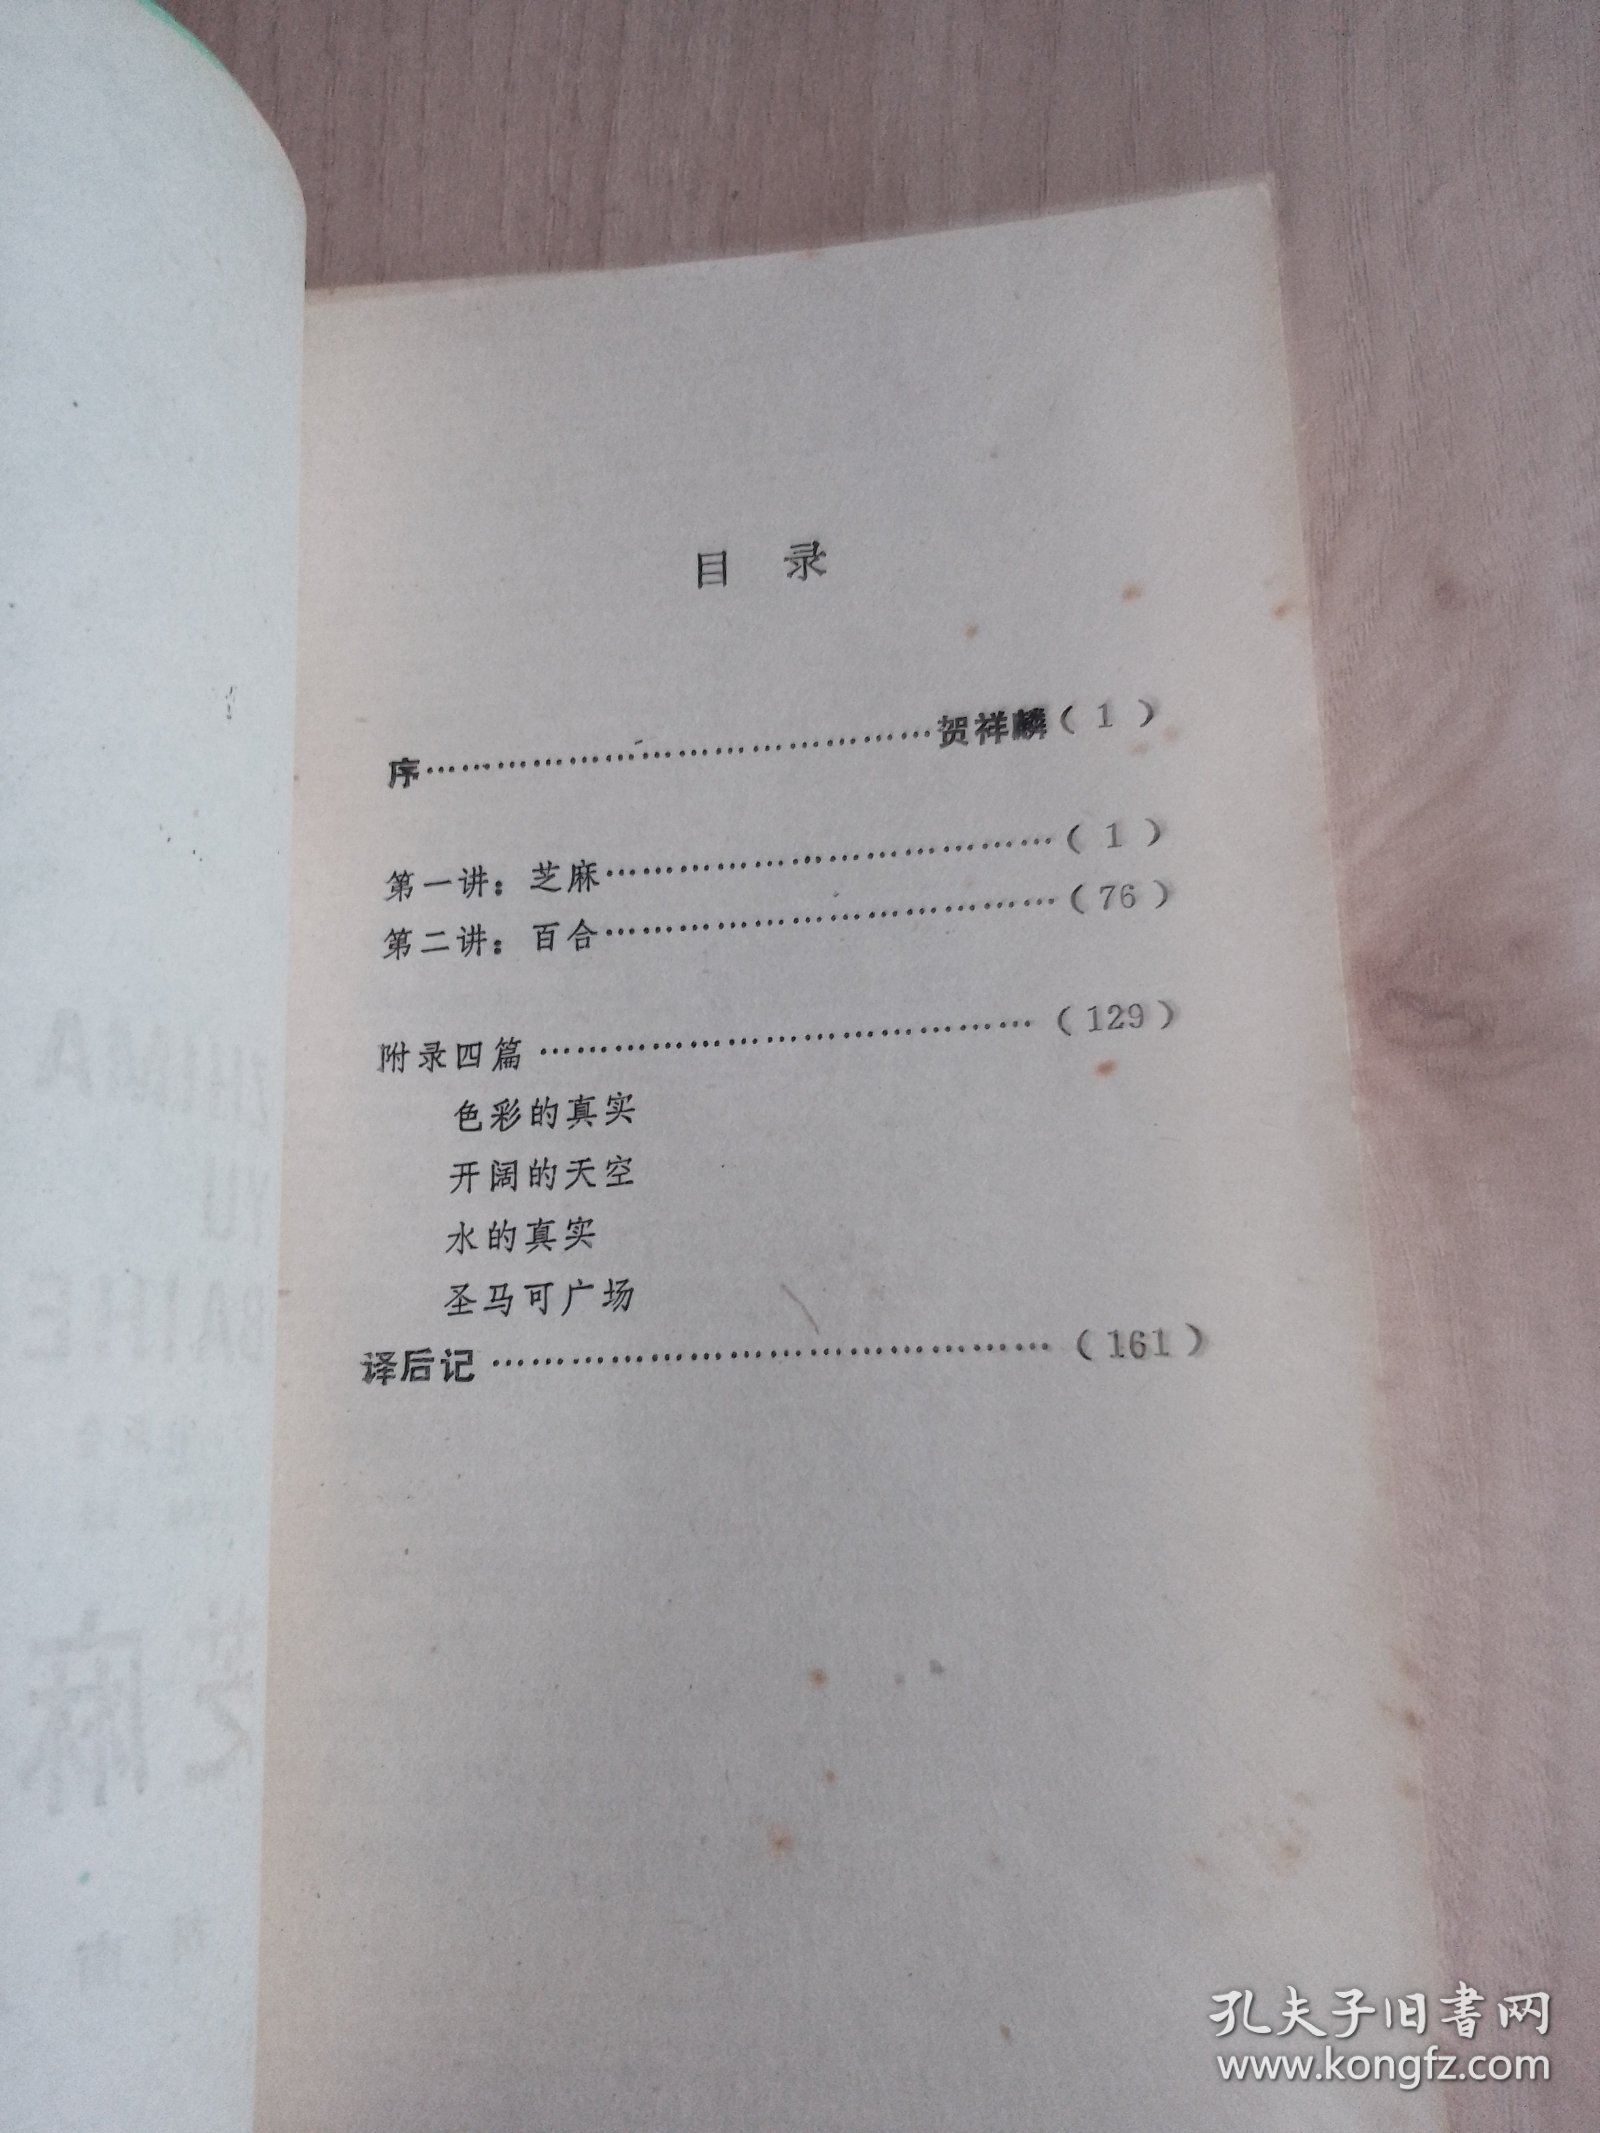 目 录
序……………………………………贺祥麟（1）
第一讲：芝麻………………………………（1）
第二讲：百合………………………………（76）
附录四篇…………………………………（129）
色彩的真实
开阔的天空
水的真实
圣马可广场
译后记……………………………………（161）
孔夫子旧书网
www.kongfz.com